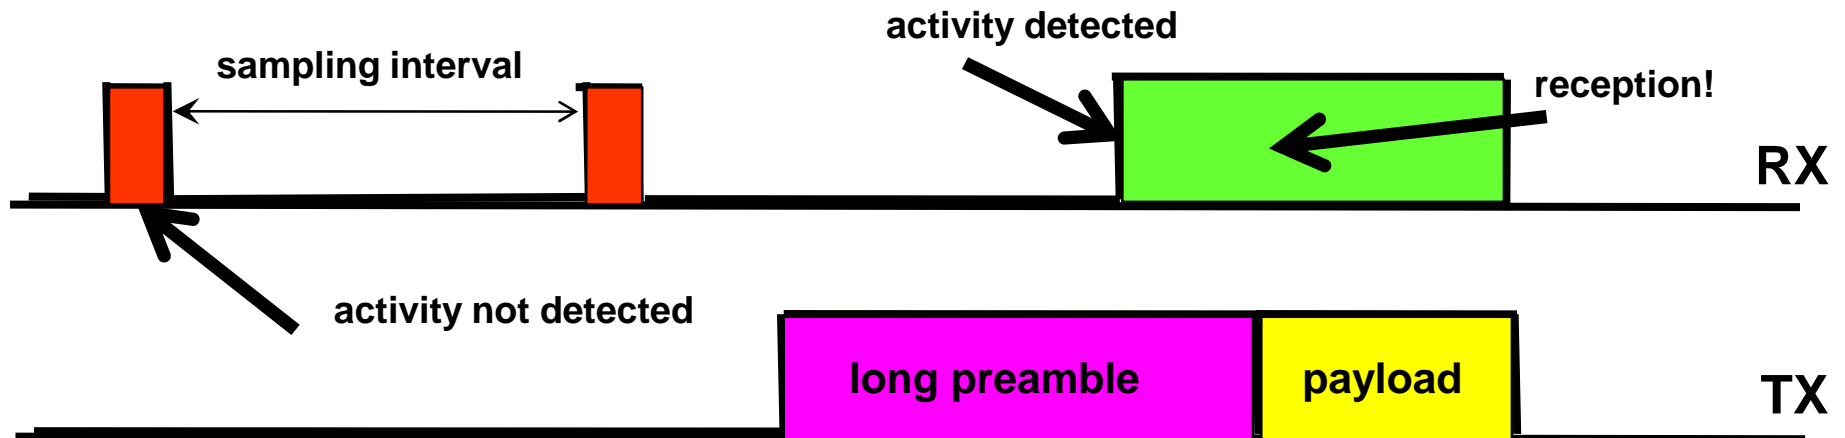 activity detected
sampling interval
reception!
RX
activity not detected
long preamble
payload
TX